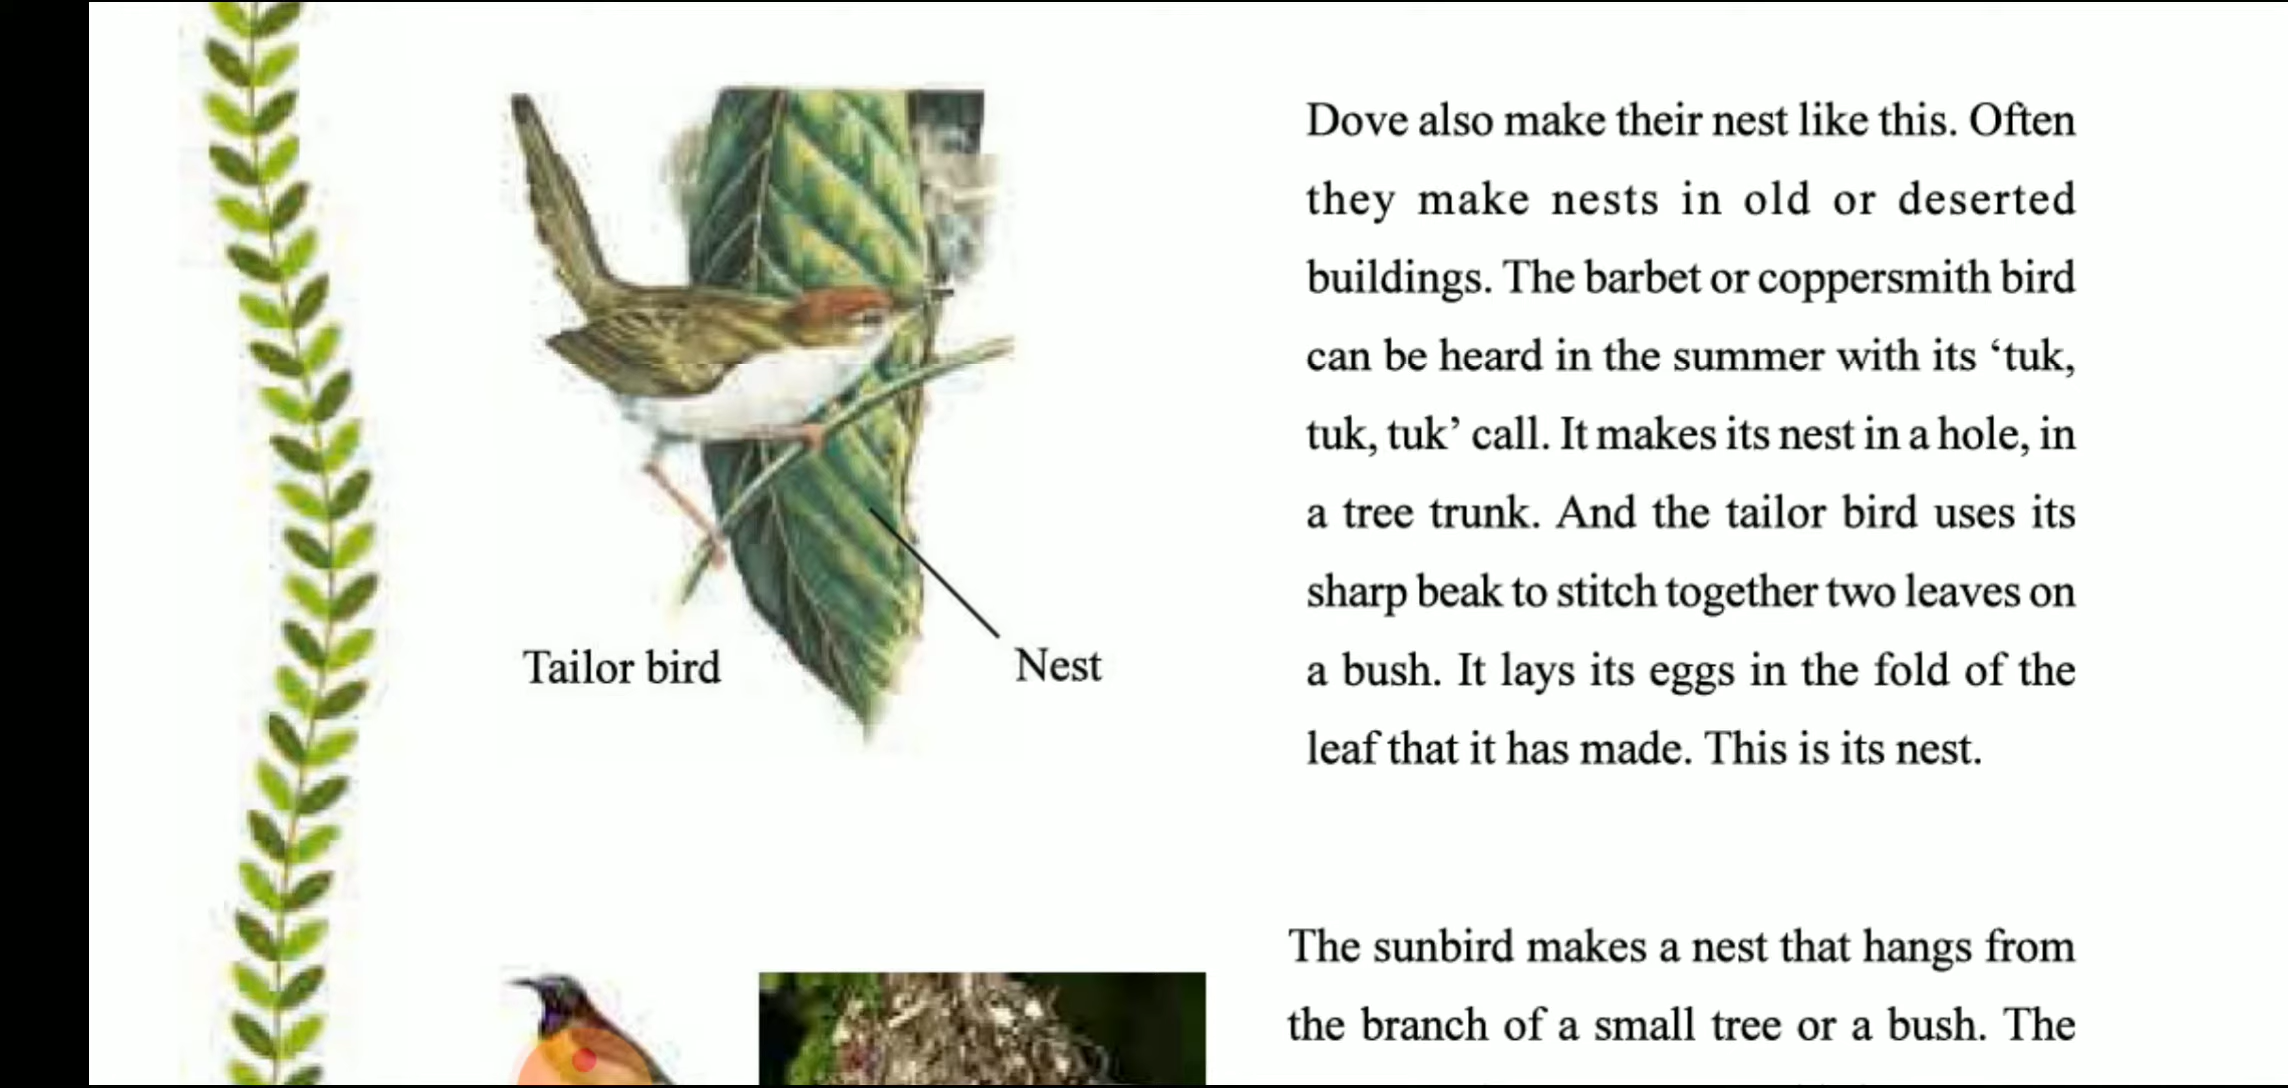 Dove also make their nest like this. Often
they make nests in old or deserted
buildings. The barbet or coppersmith bird
can be heard in the summer with its ‘tuk,
tuk, tuk’ call. It makes its nest in a hole, in
a tree trunk. And the tailor bird uses its
sharp beak to stitch together two leaves on
a bush. It lays its eggs in the fold of the
leaf that it has made. This is its nest.
Tailor bird
Nest
The sunbird makes a nest that hangs from
the branch of a small tree or a bush. The